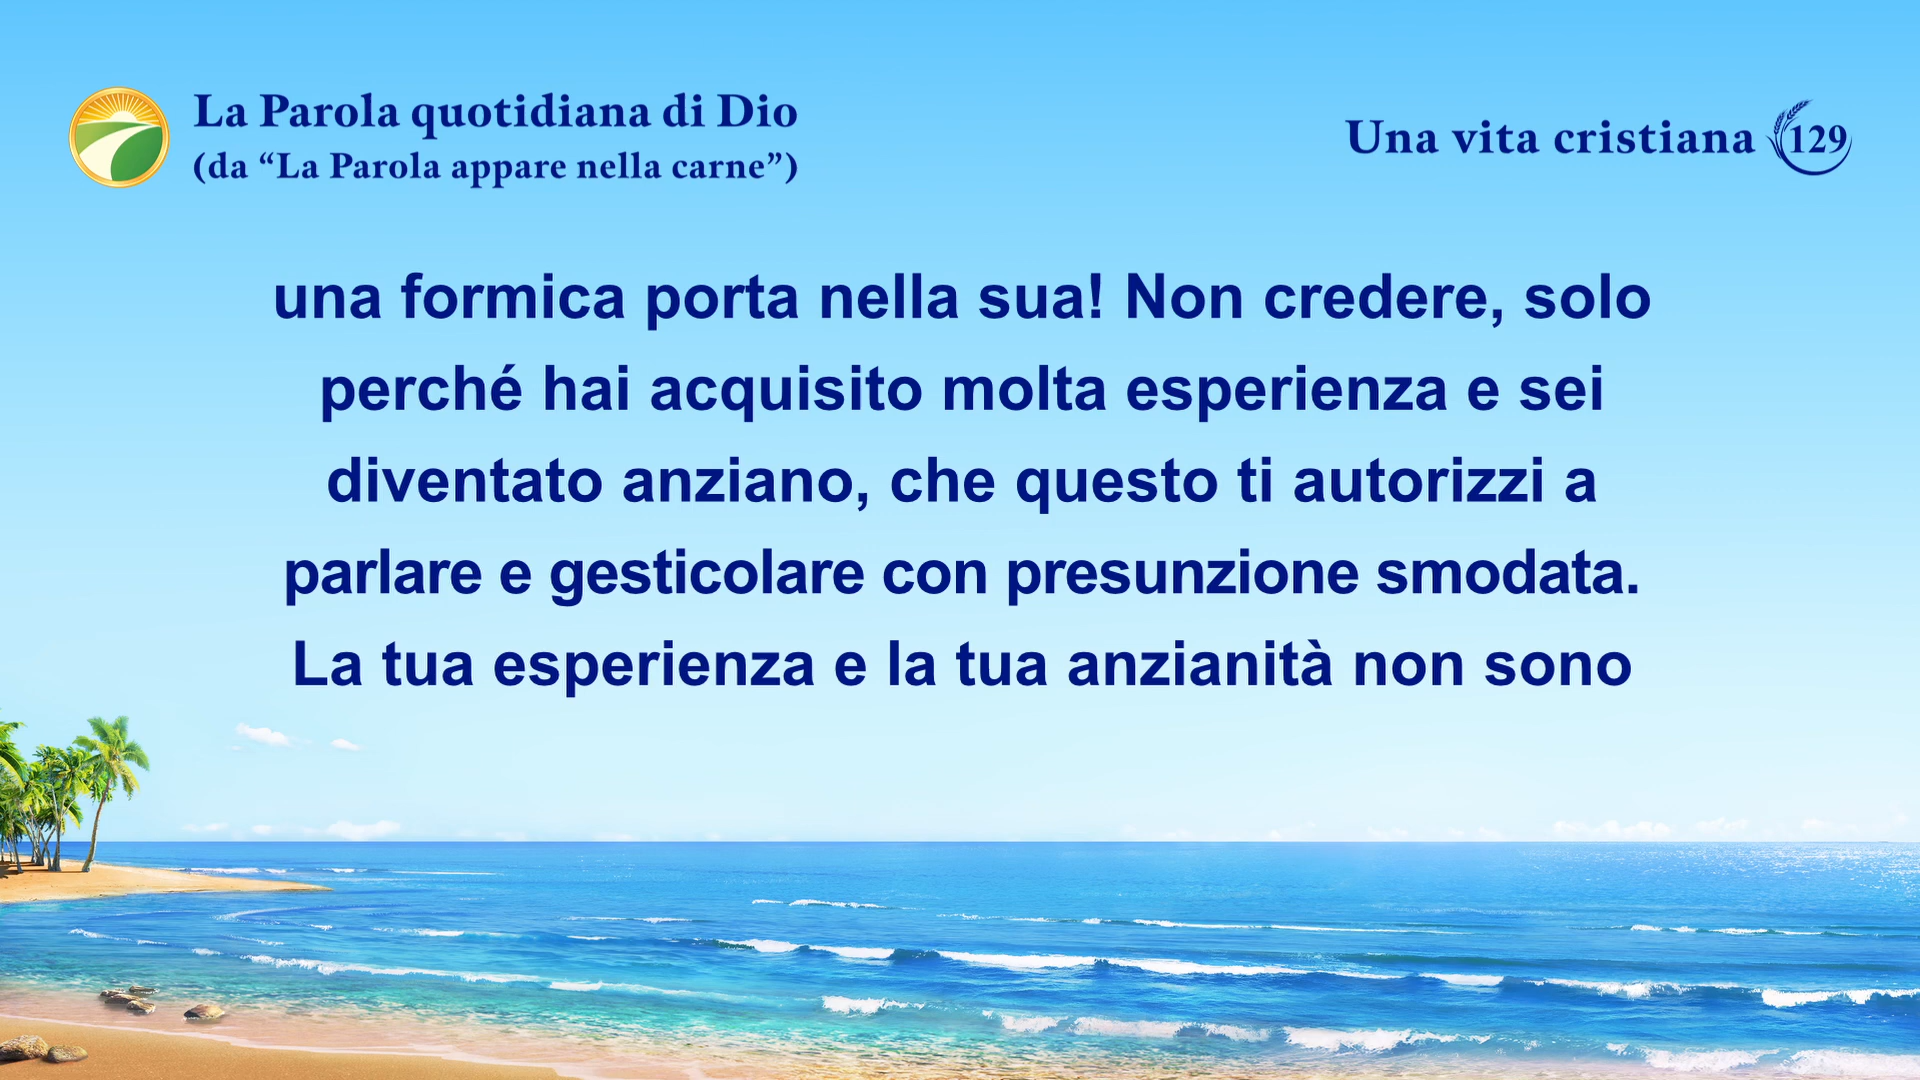 La Parola quotidiana di Dio
(da “La Parola appare nella carne”)
Una vita cristiana 129
una formica porta nella sua! Non credere, solo
perché hai acquisito molta esperienza e sei
diventato anziano, che questo ti autorizzi a
parlare e gesticolare con presunzione smodata.
La tua esperienza e la tua anzianità non sono